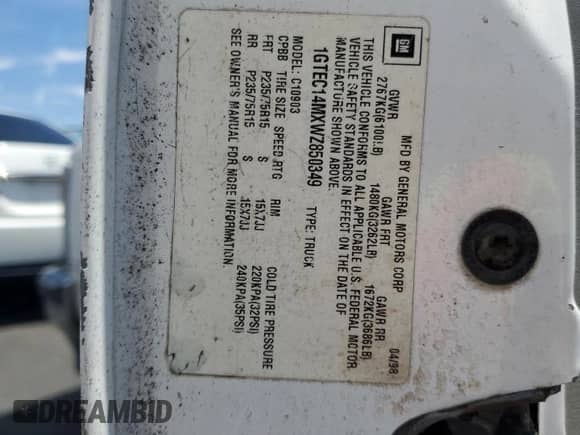 GM
MFD BY GENERAL MOTORS CORP 04/98
GVWR GAWR FRT GAWR RR
2767KG(6100LB) 1480KG(3262LB) 1672KG(3686LB)
THIS VEHICLE CONFORMS TO ALL APPLICABLE U.S. FEDERAL MOTOR
VEHICLE SAFETY STANDARDS IN EFFECT ON THE DATE OF
MANUFACTURE SHOWN ABOVE.
1GTEC14MXWZ850349 TYPE: TRUCK
MODEL: C10903
CPBB TIRE SIZE SPEED RTG RIM COLD TIRE PRESSURE
FRT P235/75R15 S 15X7JJ 220KPA(32PSI)
RR P235/75R15 S 15X7JJ 240KPA(35PSI)
SEE OWNER'S MANUAL FOR MORE INFORMATION.
DREAMBID